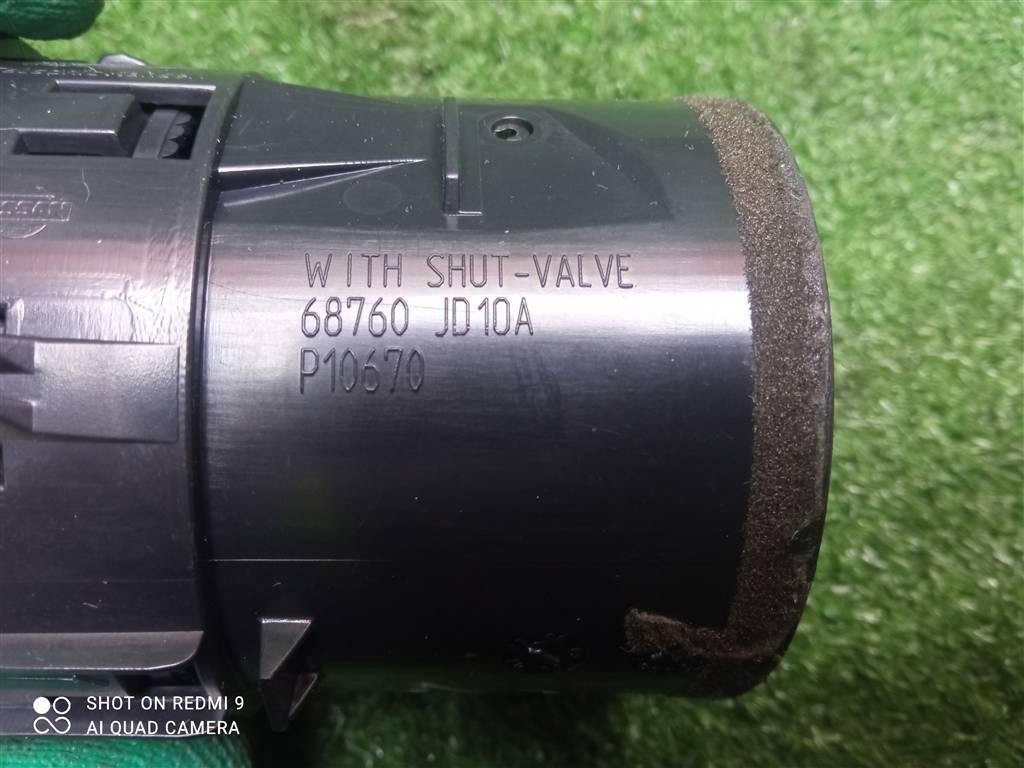 WITH SHUT-VALVE
68760 JD10A
P10670
SHOT ON REDMI 9
AI QUAD CAMERA